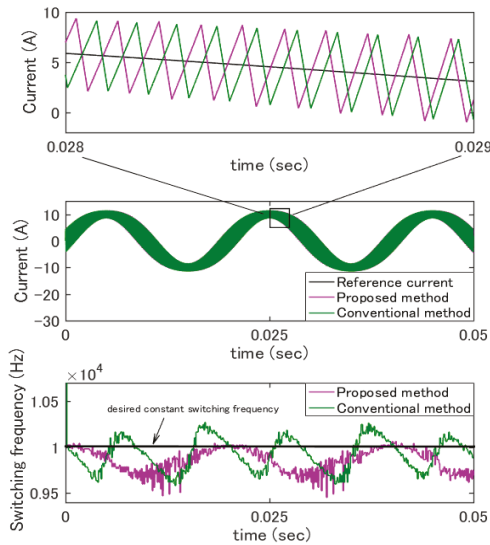 10
5
0
Current (A)
0.028
0.029
time (sec)
10
0
-10
-20
-30
Current (A)
Reference current
Proposed method
Conventional method
0
0.025
0.05
time (sec)
× 10⁴
1.05
1
0.95
Switching frequency (Hz)
desired constant switching frequency
Proposed method
Conventional method
0
0.025
0.05
time (sec)